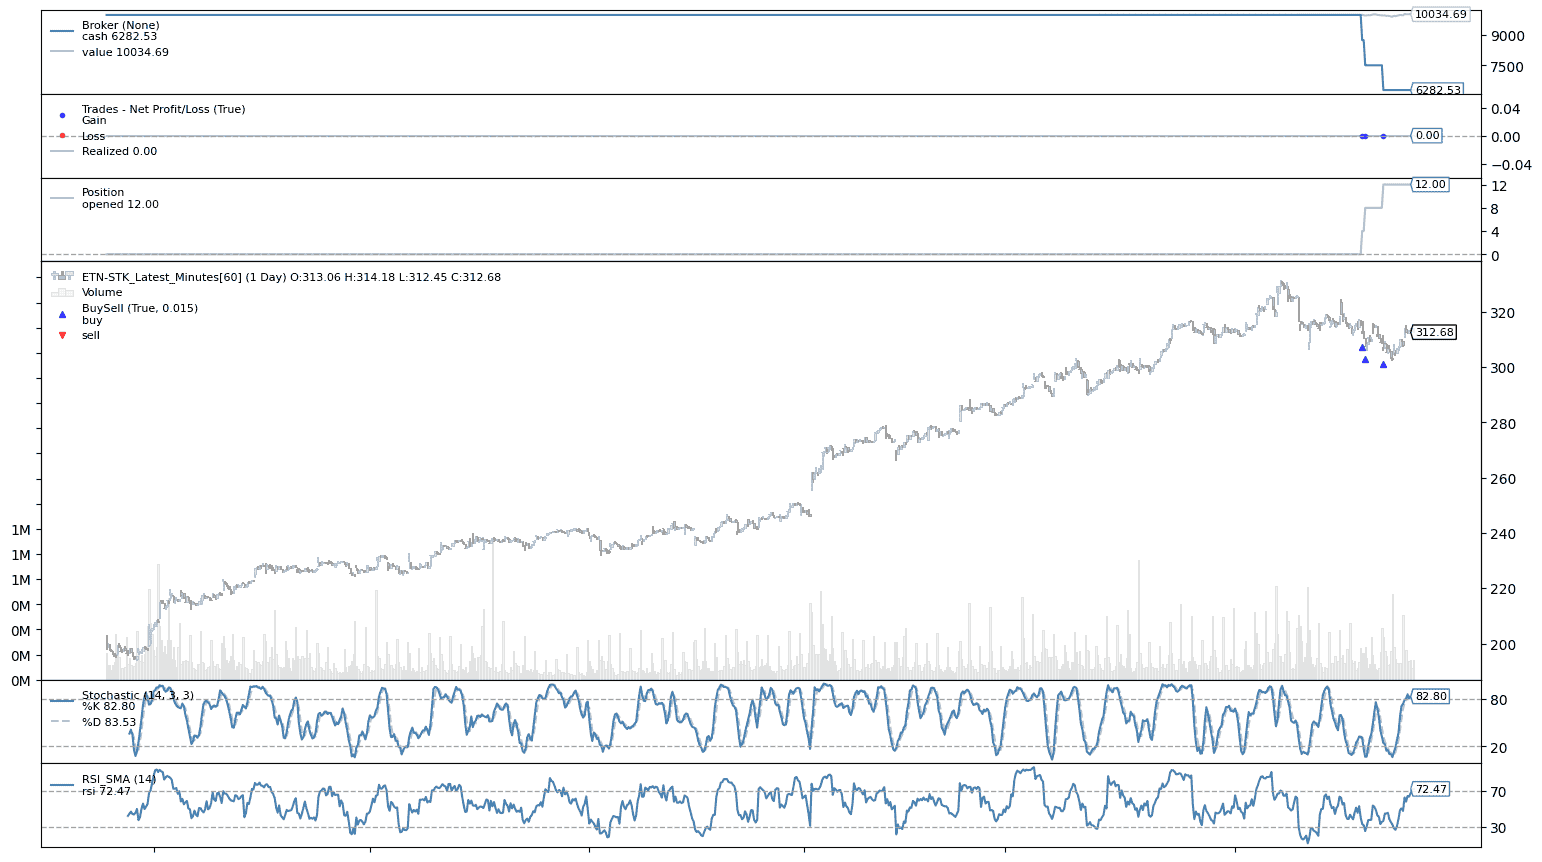 Broker (None)
cash 6282.53
value 10034.69
10034.69
9000
7500
6282.53
Trades - Net Profit/Loss (True)
Gain
Loss
Realized 0.00
0.04
0.00
0.00
−0.04
Position
opened 12.00
12.00
12
8
4
0
ETN-STK_Latest_Minutes[60] (1 Day) O:313.06 H:314.18 L:312.45 C:312.68
Volume
BuySell (True, 0.015)
buy
sell
320
312.68
300
280
260
240
220
200
1M
1M
1M
0M
0M
0M
0M
Stochastic (14, 3, 3)
%K 82.80
%D 83.53
82.80
80
20
RSI_SMA (14)
rsi 72.47
72.47
70
30